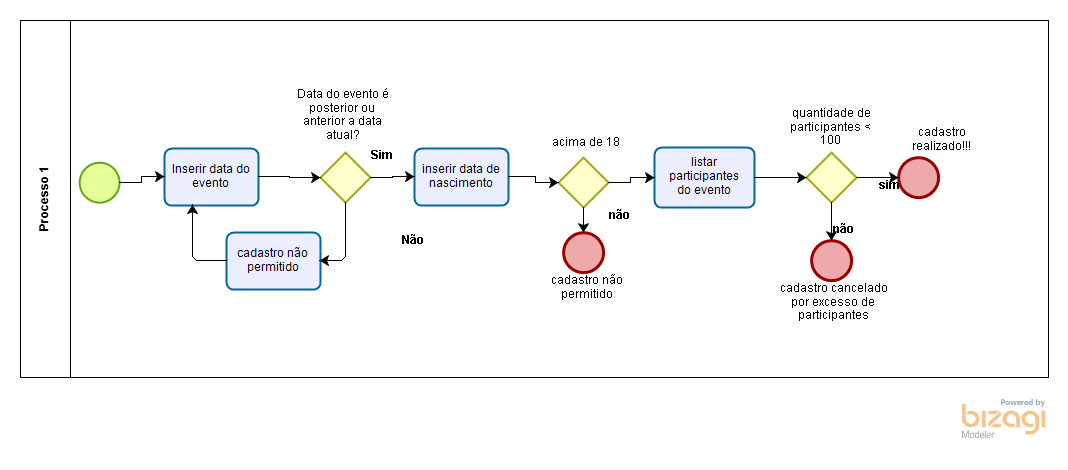 Processo 1
Inserir data do
evento
Data do evento é
posterior ou
anterior a data
atual?
Sim
Não
cadastro não
permitido
inserir data de
nascimento
acima de 18
não
cadastro não
permitido
listar
participantes
do evento
quantidade de
participantes <
100
sim
não
cadastro
realizado!!!
cadastro cancelado
por excesso de
participantes
Powered by
bizagi
Modeler